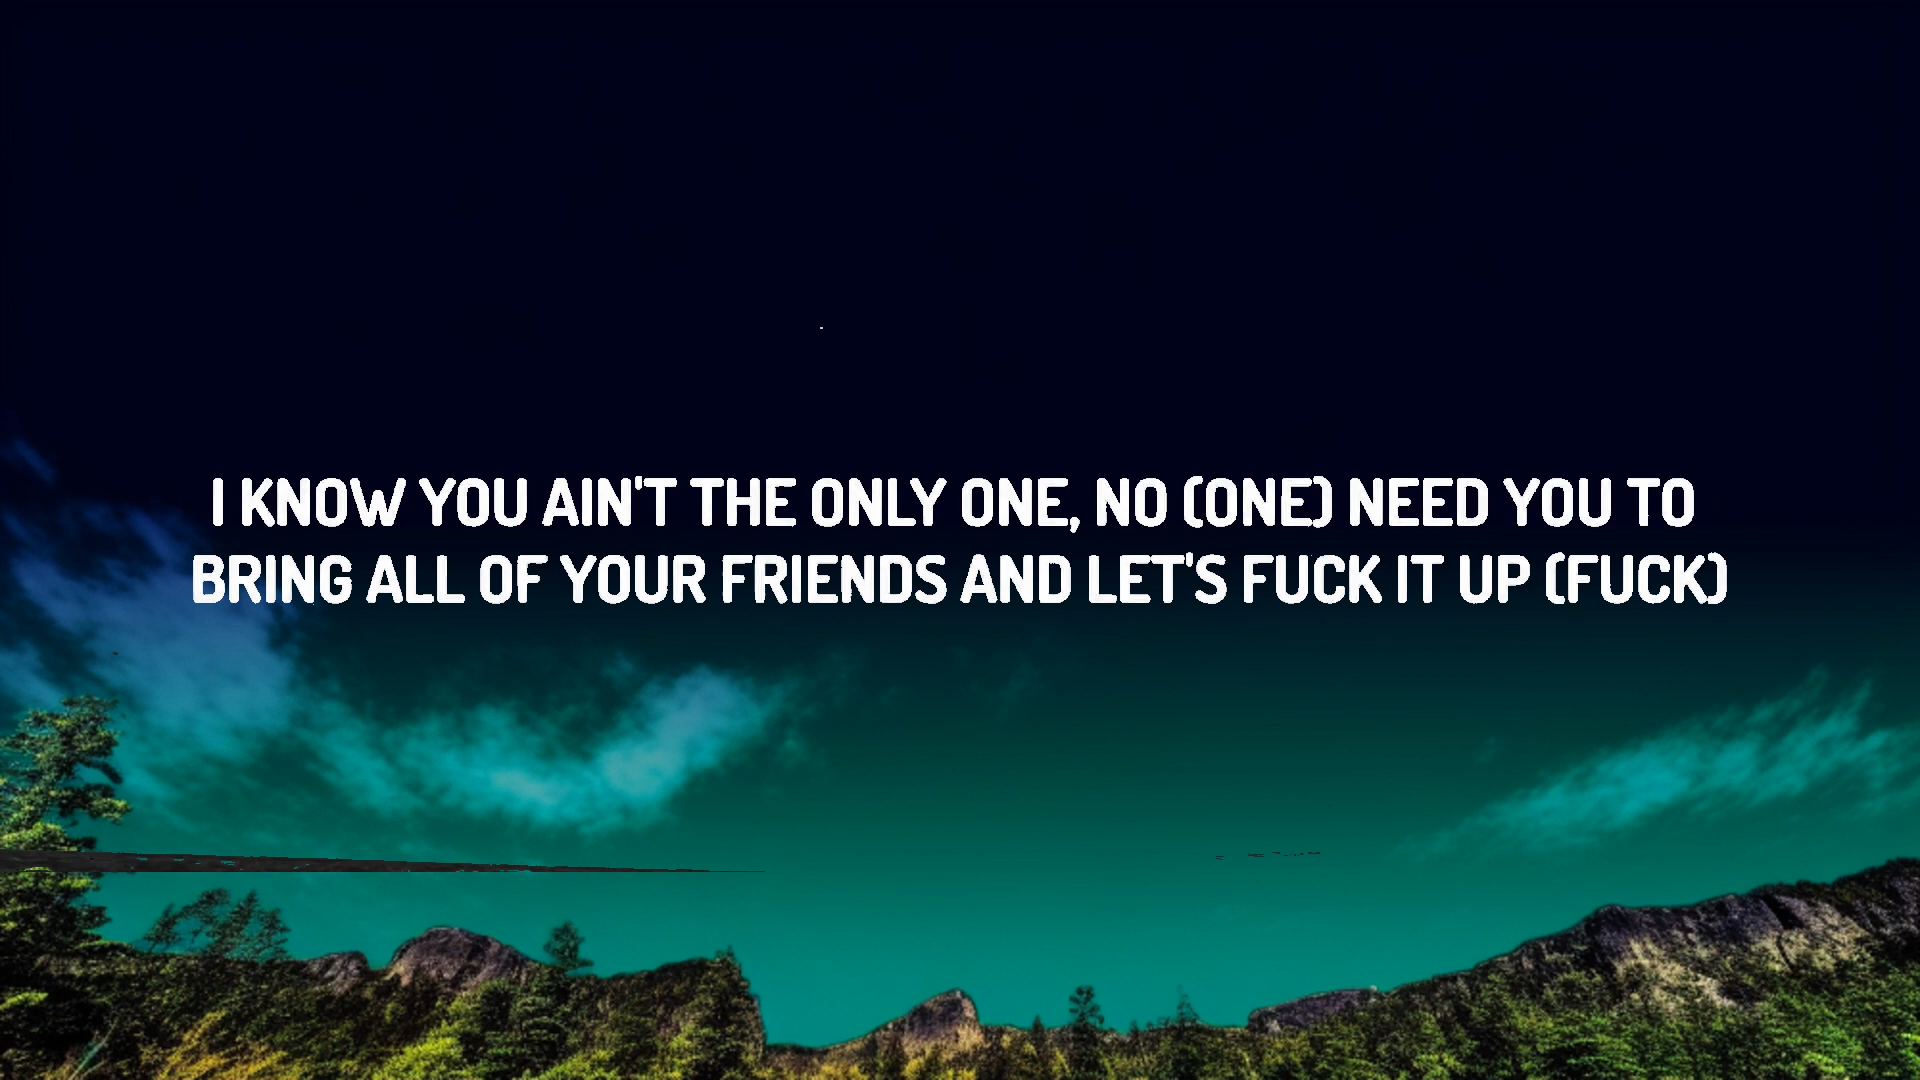 I KNOW YOU AIN'T THE ONLY ONE, NO (ONE) NEED YOU TO
BRING ALL OF YOUR FRIENDS AND LET'S FUCK IT UP (FUCK)